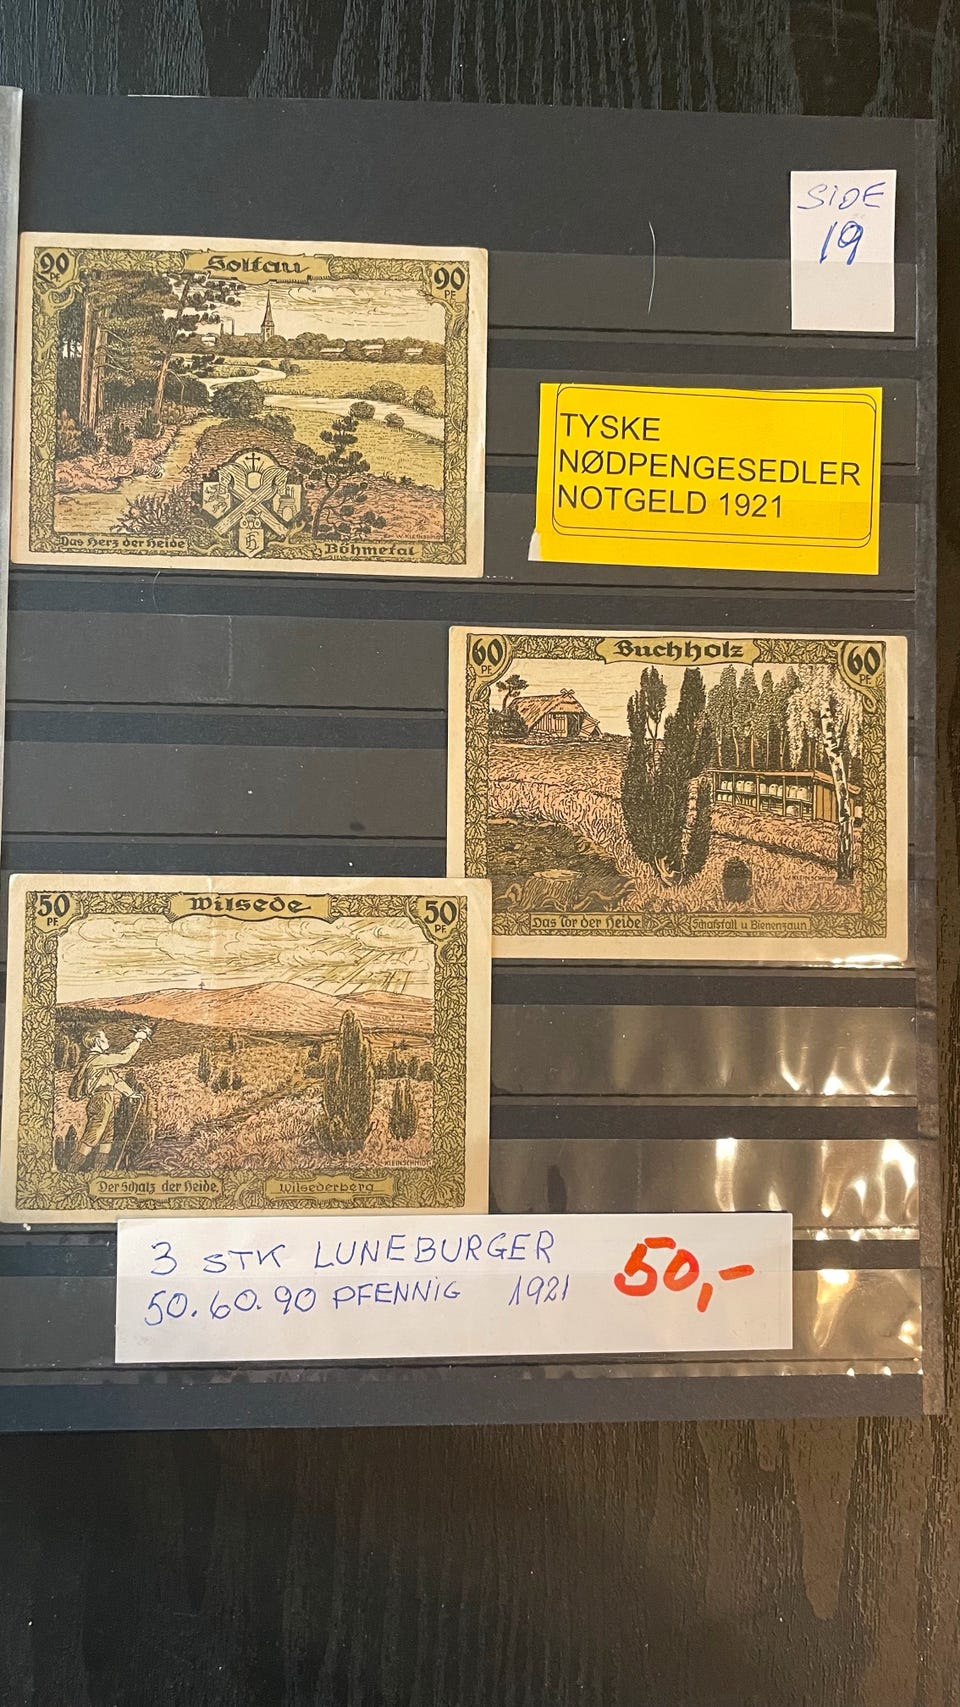 SIDE
19
90
PF
Soltau
90
PF
Das Herz der Heide
Böhmetal
TYSKE
NØDPENGESEDLER
NOTGELD 1921
60
PF
Buchholz
60
PF
Das Tor der Heide
Schafstall u Bienenzaun
50
PF
Wilsede
50
PF
KLEINSCHMIDT
Der Schatz der Heide.
Wilsederberg
3 STK LUNEBURGER
50.60.90 PFENNIG 1921
50,-